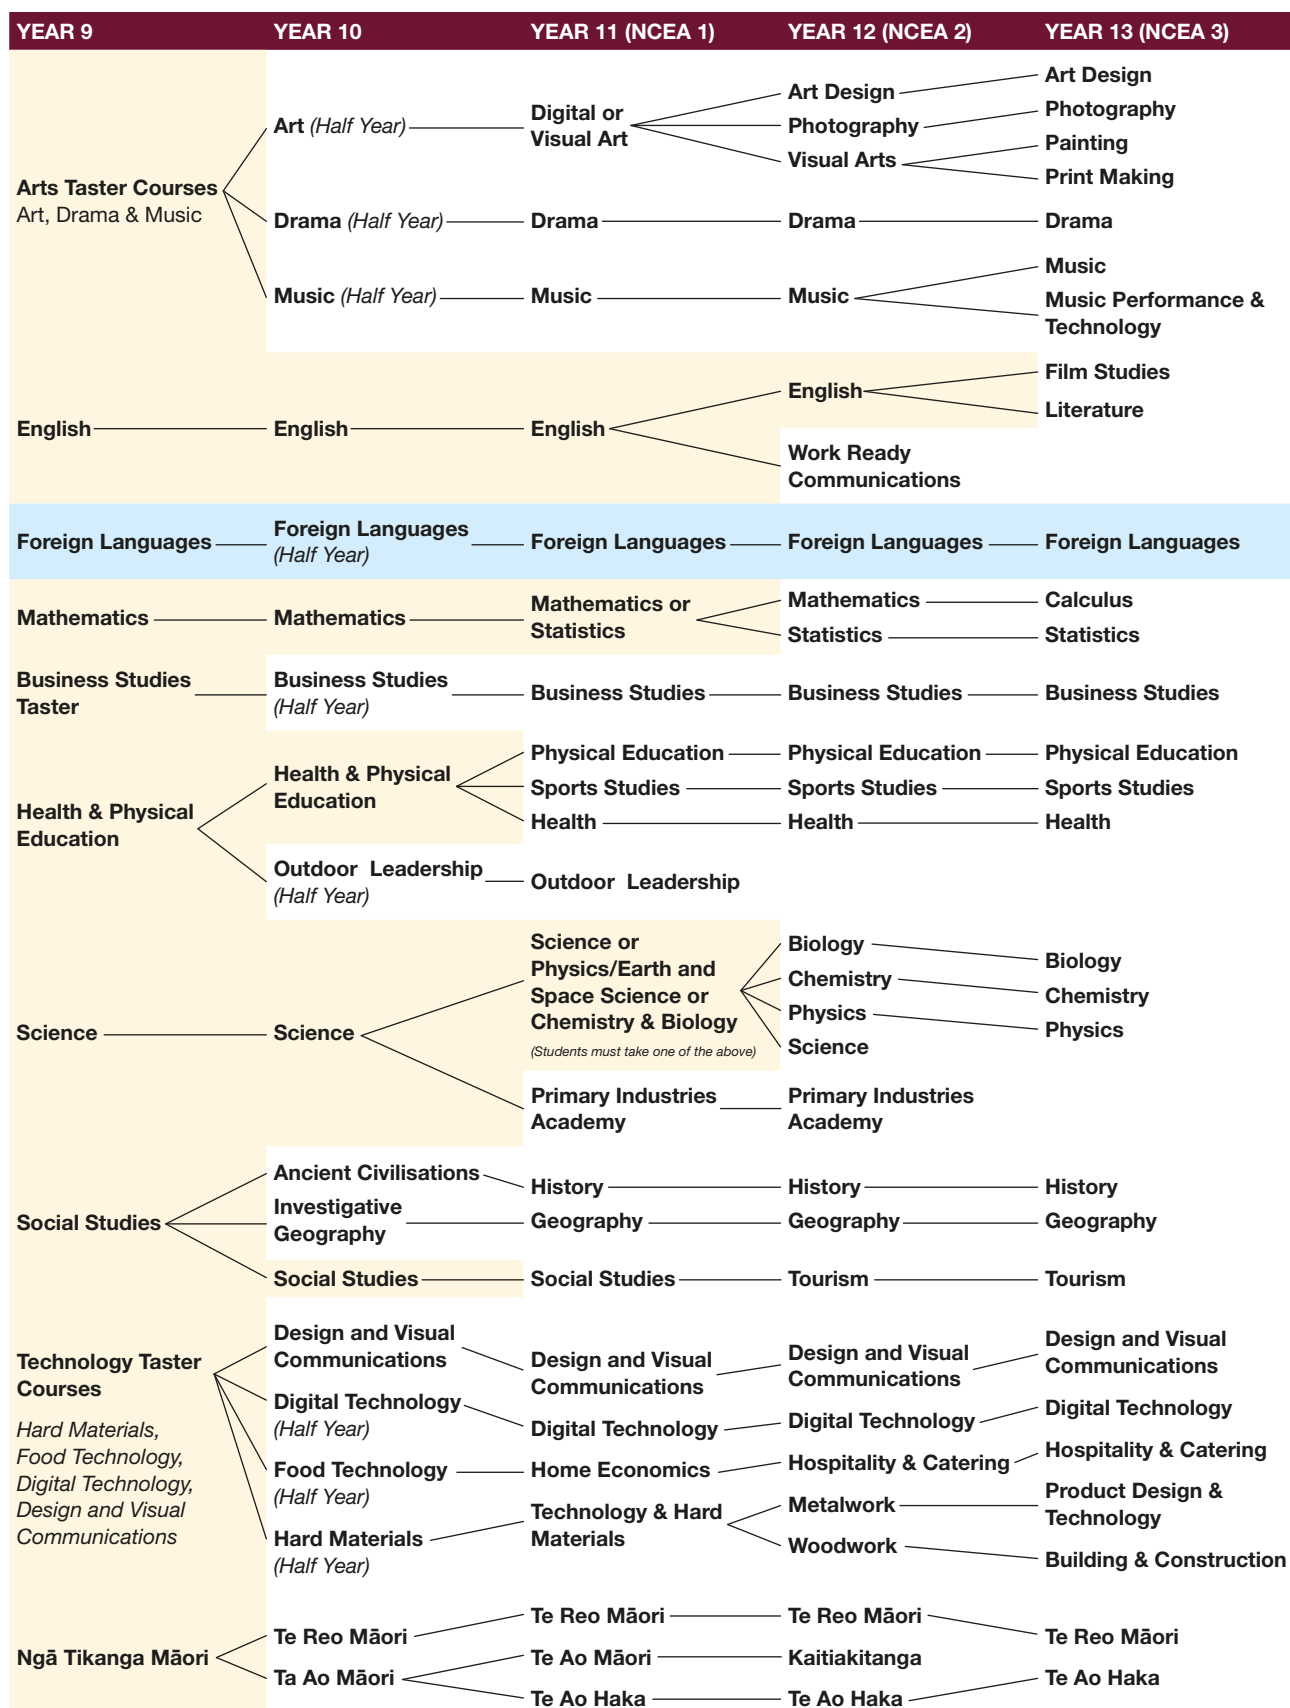 YEAR 9 YEAR 10 YEAR 11 (NCEA 1) YEAR 12 (NCEA 2) YEAR 13 (NCEA 3)
Arts Taster Courses
Art, Drama & Music
Art (Half Year)
Digital or
Visual Art
Art Design
Photography
Visual Arts
Art Design
Photography
Painting
Print Making
Drama (Half Year)
Drama
Drama
Drama
Music (Half Year)
Music
Music
Music
Music Performance &
Technology
English
English
English
English
Work Ready
Communications
Film Studies
Literature
Foreign Languages
Foreign Languages
(Half Year)
Foreign Languages
Foreign Languages
Foreign Languages
Mathematics
Mathematics
Mathematics or
Statistics
Mathematics
Statistics
Calculus
Statistics
Business Studies
Taster
Business Studies
(Half Year)
Business Studies
Business Studies
Business Studies
Health & Physical
Education
Health & Physical
Education
Physical Education
Physical Education
Physical Education
Sports Studies
Sports Studies
Sports Studies
Health
Health
Health
Outdoor Leadership
(Half Year)
Outdoor Leadership
Science
Science
Science or
Physics/Earth and
Space Science or
Chemistry & Biology
(Students must take one of the above)
Biology
Chemistry
Physics
Science
Biology
Chemistry
Physics
Primary Industries
Academy
Primary Industries
Academy
Social Studies
Ancient Civilisations
History
History
History
Investigative
Geography
Geography
Geography
Geography
Social Studies
Social Studies
Tourism
Tourism
Technology Taster
Courses
Hard Materials,
Food Technology,
Digital Technology,
Design and Visual
Communications
Design and Visual
Communications
Design and Visual
Communications
Design and Visual
Communications
Design and Visual
Communications
Digital Technology
(Half Year)
Digital Technology
Digital Technology
Digital Technology
Food Technology
(Half Year)
Home Economics
Hospitality & Catering
Hospitality & Catering
Hard Materials
(Half Year)
Technology & Hard
Materials
Metalwork
Woodwork
Product Design &
Technology
Building & Construction
Ngā Tikanga Māori
Te Reo Māori
Te Reo Māori
Te Reo Māori
Te Reo Māori
Ta Ao Māori
Te Ao Māori
Kaitiakitanga
Te Ao Haka
Te Ao Haka
Te Ao Haka